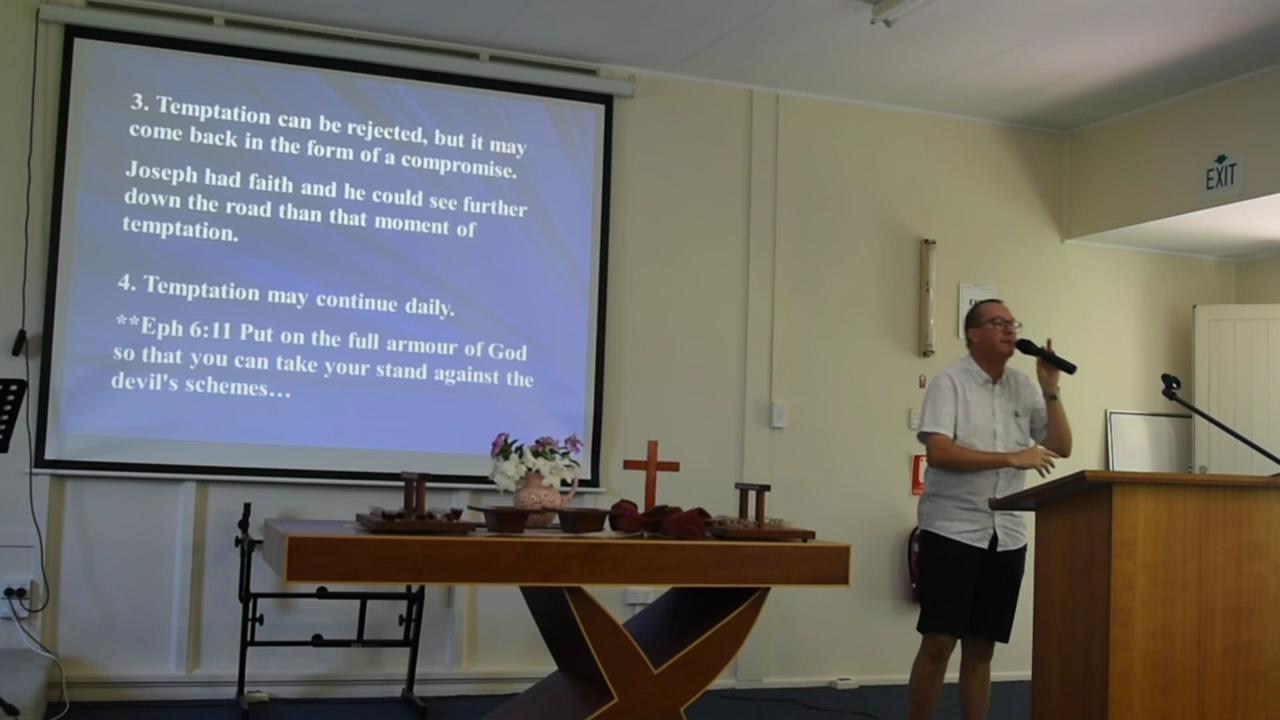 3. Temptation can be rejected, but it may
come back in the form of a compromise.
Joseph had faith and he could see further
down the road than that moment of
temptation.
4. Temptation may continue daily.
**Eph 6:11 Put on the full armour of God
so that you can take your stand against the
devil's schemes…
EXIT